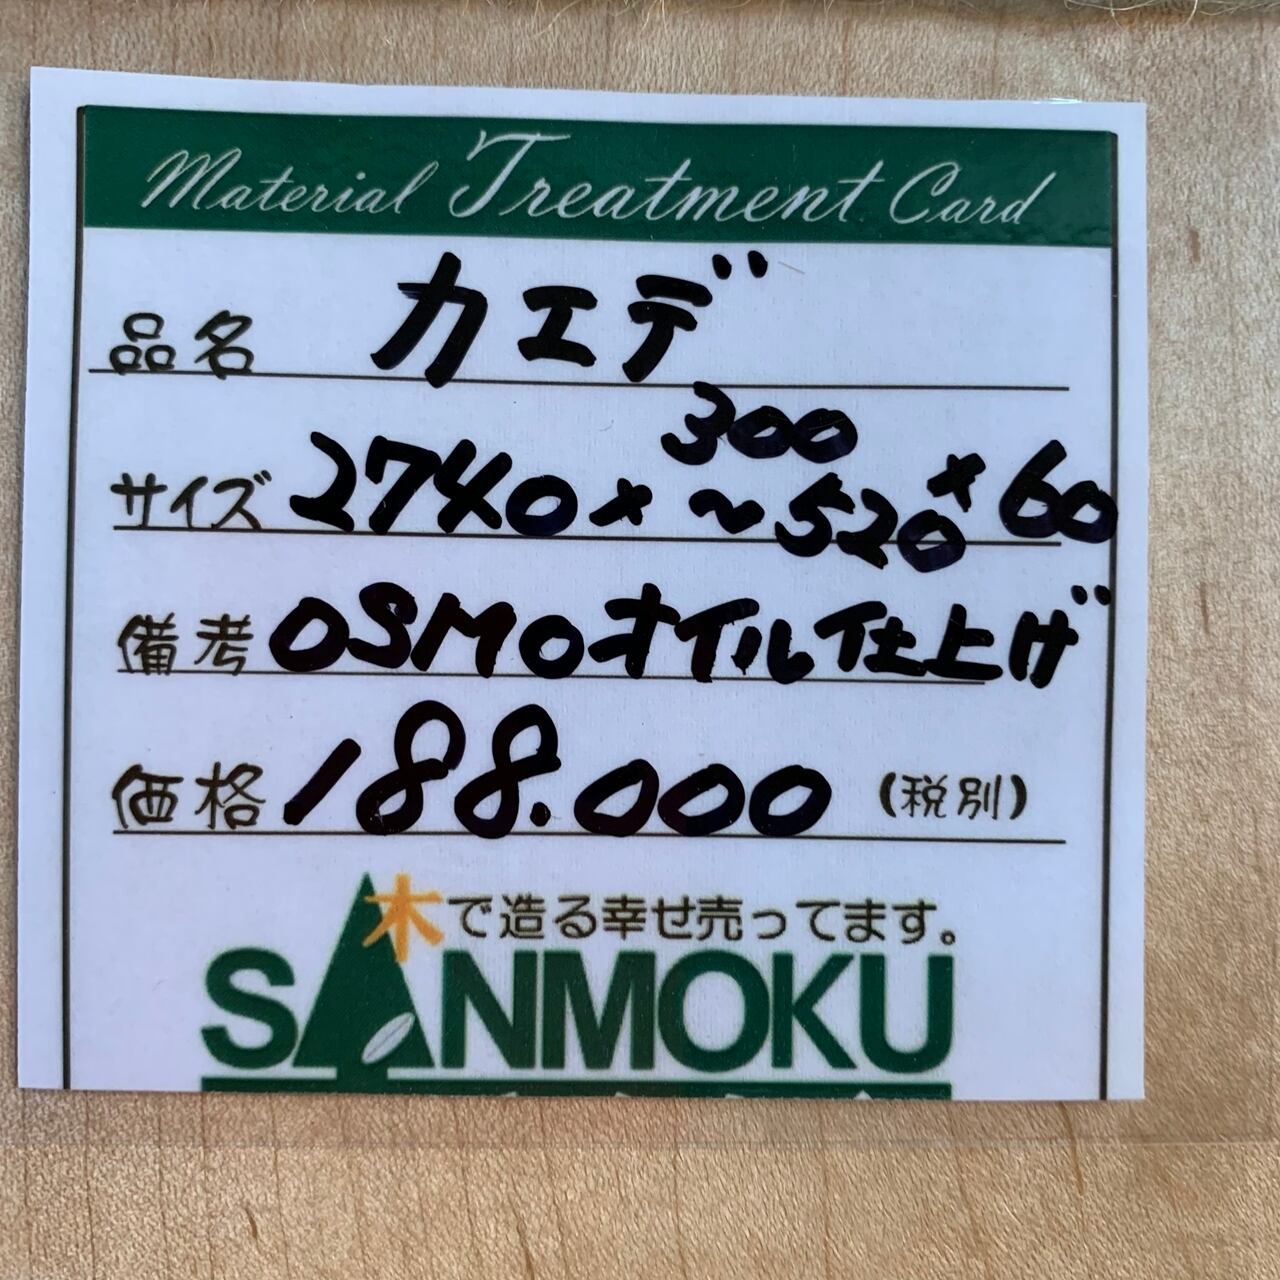 Material Treatment Card
品名 カエデ
サイズ 2740×300~520×60
備考 OSMOオイル仕上げ
価格 188.000 (税別)
木で造る幸せ売ってます。
SANMOKU